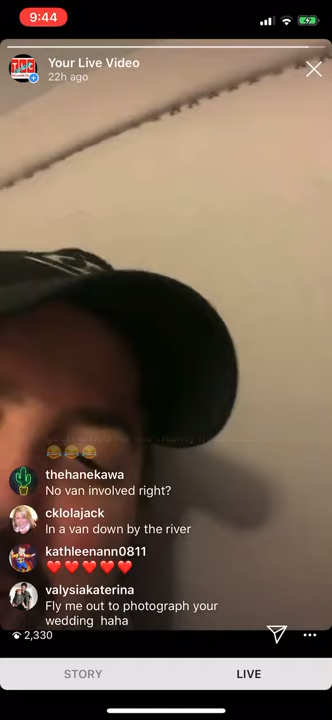 9:44
Your Live Video
22h ago
😂😂😂
thehanekawa
No van involved right?
cklolajack
In a van down by the river
kathleenann0811
❤️❤️❤️❤️❤️
valysiakaterina
Fly me out to photograph your
wedding haha
2,330
STORY
LIVE